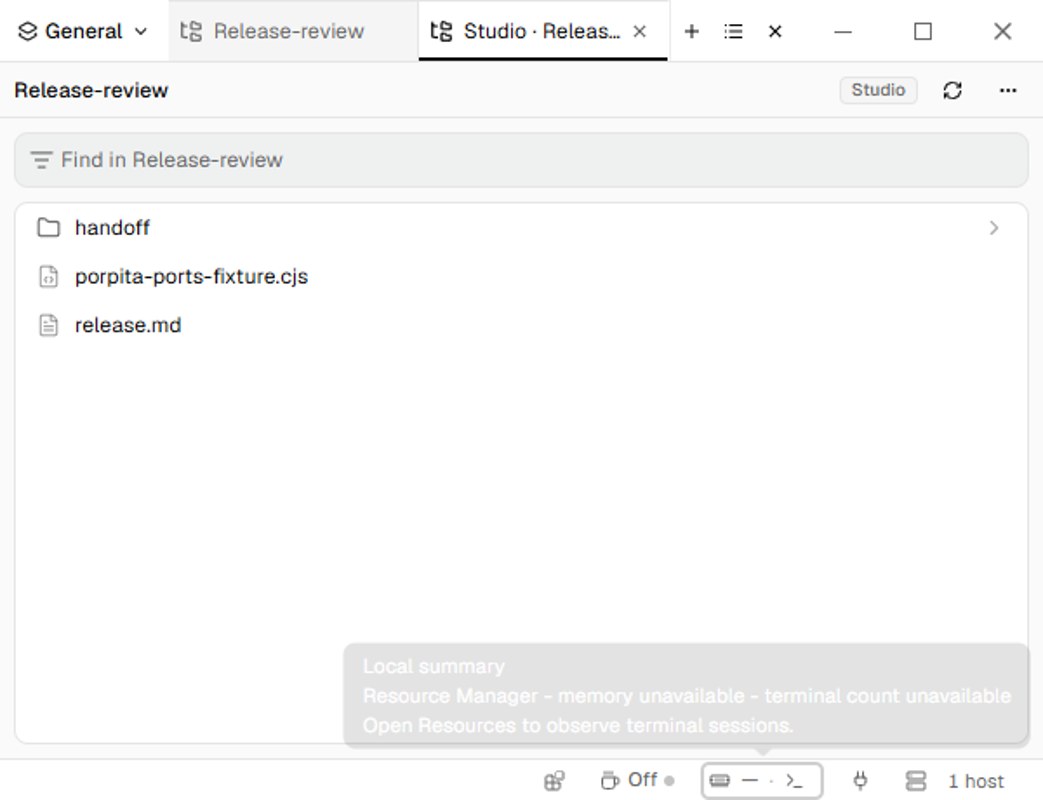 General
Release-review
Studio · Releas...
Release-review
Studio
Find in Release-review
handoff
porpita-ports-fixture.cjs
release.md
Local summary
Resource Manager - memory unavailable - terminal count unavailable
Open Resources to observe terminal sessions.
Off
1 host